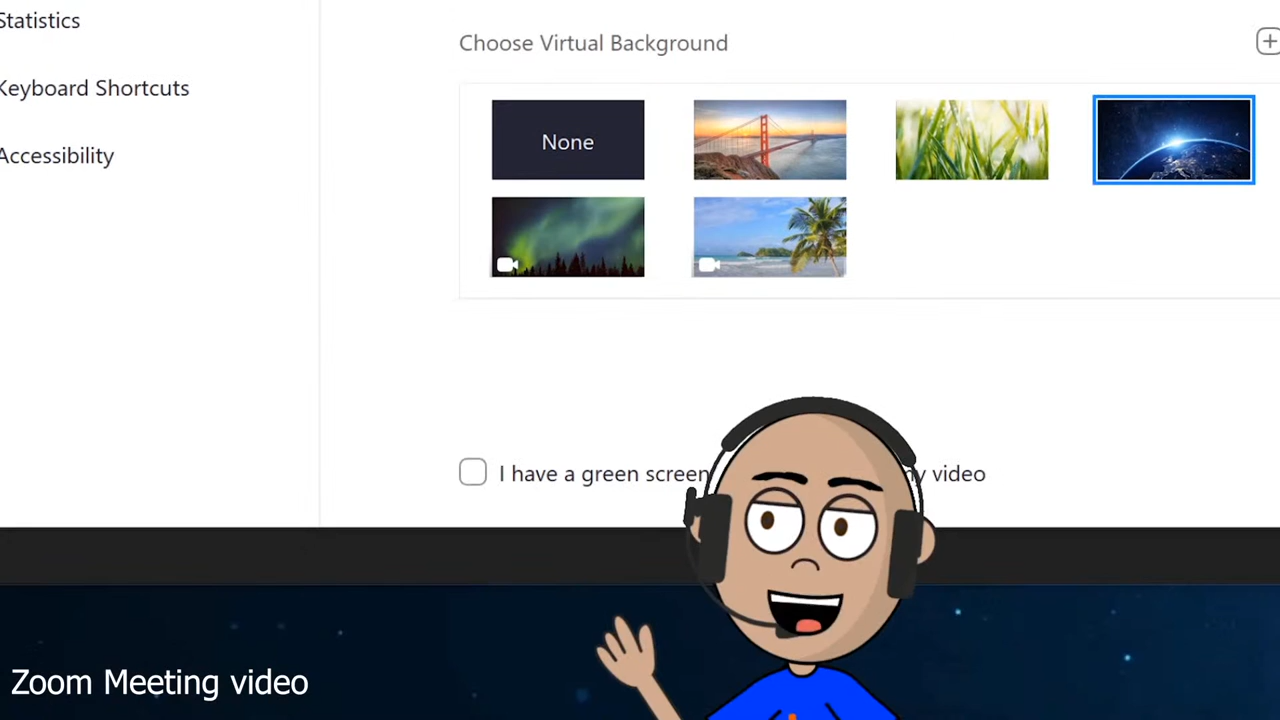 Statistics
Choose Virtual Background
Keyboard Shortcuts
None
Accessibility
I have a green screen
video
Zoom Meeting video